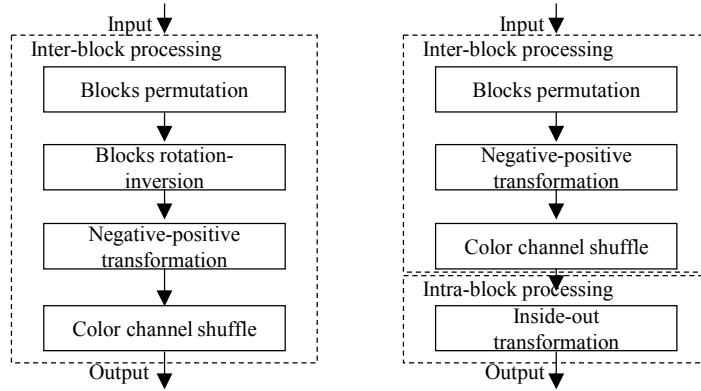 Input
Inter-block processing
Blocks permutation
Blocks rotation-
inversion
Negative-positive
transformation
Color channel shuffle
Output
Input
Inter-block processing
Blocks permutation
Negative-positive
transformation
Color channel shuffle
Intra-block processing
Inside-out
transformation
Output